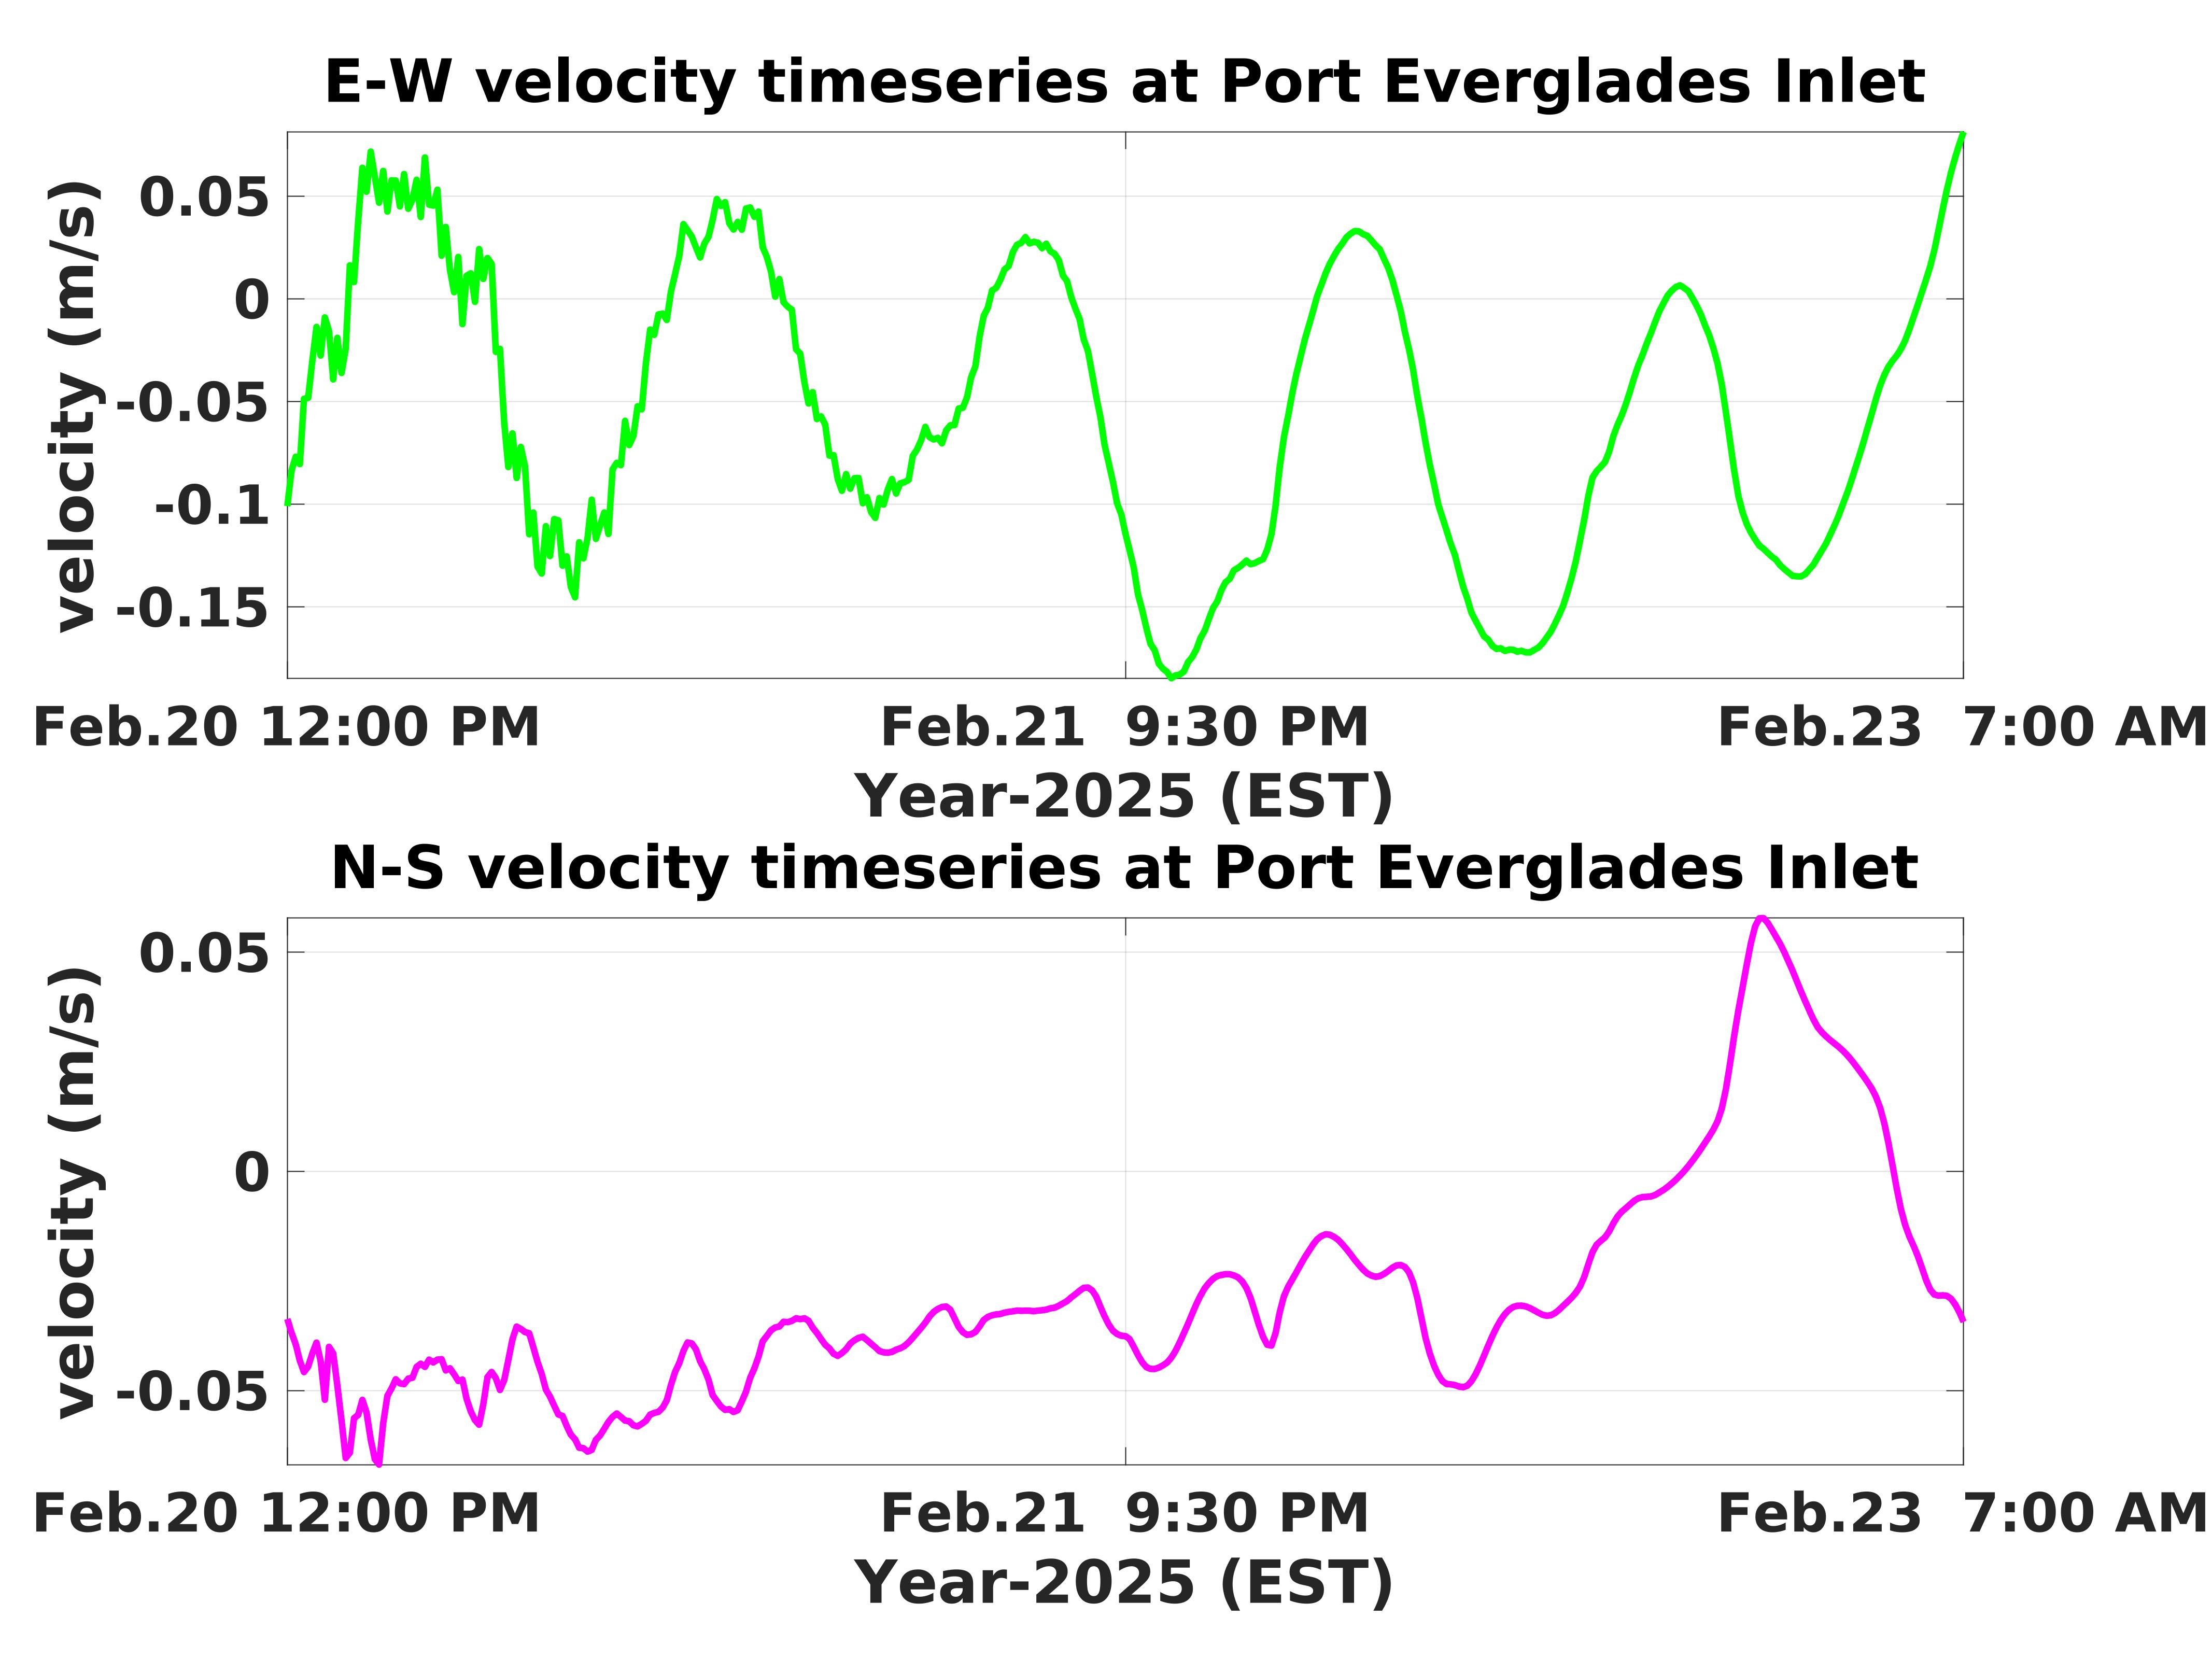 E-W velocity timeseries at Port Everglades Inlet
velocity (m/s)
0.05
0
-0.05
-0.1
-0.15
Feb.20 12:00 PM Feb.21 9:30 PM Feb.23 7:00 AM
Year-2025 (EST)
N-S velocity timeseries at Port Everglades Inlet
velocity (m/s)
0.05
0
-0.05
Feb.20 12:00 PM Feb.21 9:30 PM Feb.23 7:00 AM
Year-2025 (EST)